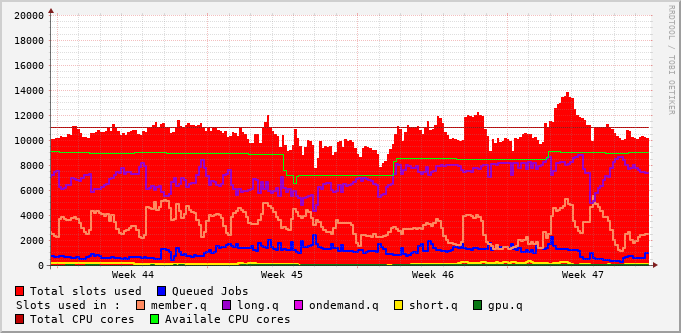 20000
18000
16000
14000
12000
10000
8000
6000
4000
2000
0
Week 44 Week 45 Week 46 Week 47
RRDTOOL / TOBI OETIKER
Total slots used Queued Jobs
Slots used in : member.q long.q ondemand.q short.q gpu.q
Total CPU cores Availale CPU cores